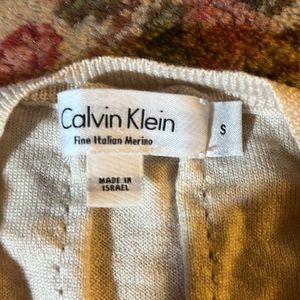 Calvin Klein
Fine Italian Merino
S
MADE IN
ISRAEL